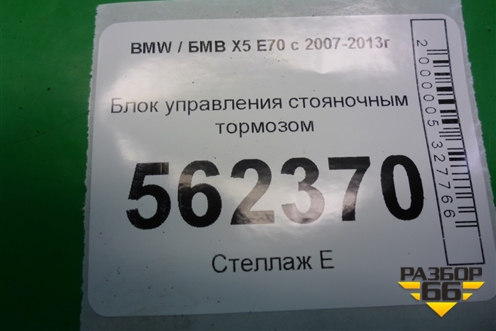 BMW / БМВ X5 E70 с 2007-2013г
Блок управления стояночным
тормозом
562370
Стеллаж Е
2000005327766
РАЗБОР
66